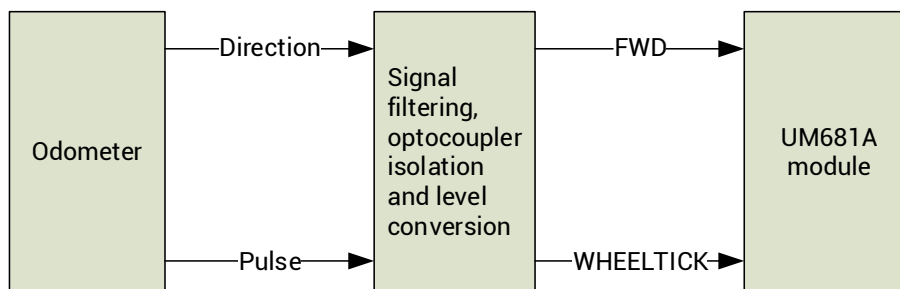 Odometer
Direction
Pulse
Signal
filtering,
optocoupler
isolation
and level
conversion
FWD
WHEELTICK
UM681A
module